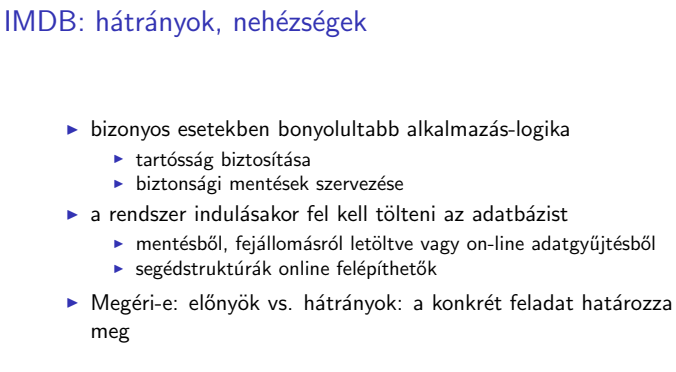 IMDB: hátrányok, nehézségek
bizonyos esetekben bonyolultabb alkalmazás-logika
tartósság biztosítása
biztonsági mentések szervezése
a rendszer indulásakor fel kell tölteni az adatbázist
mentésből, fejállomásról letöltve vagy on-line adatgyűjtésből
segédstruktúrák online felépíthetők
Megéri-e: előnyök vs. hátrányok: a konkrét feladat határozza
meg